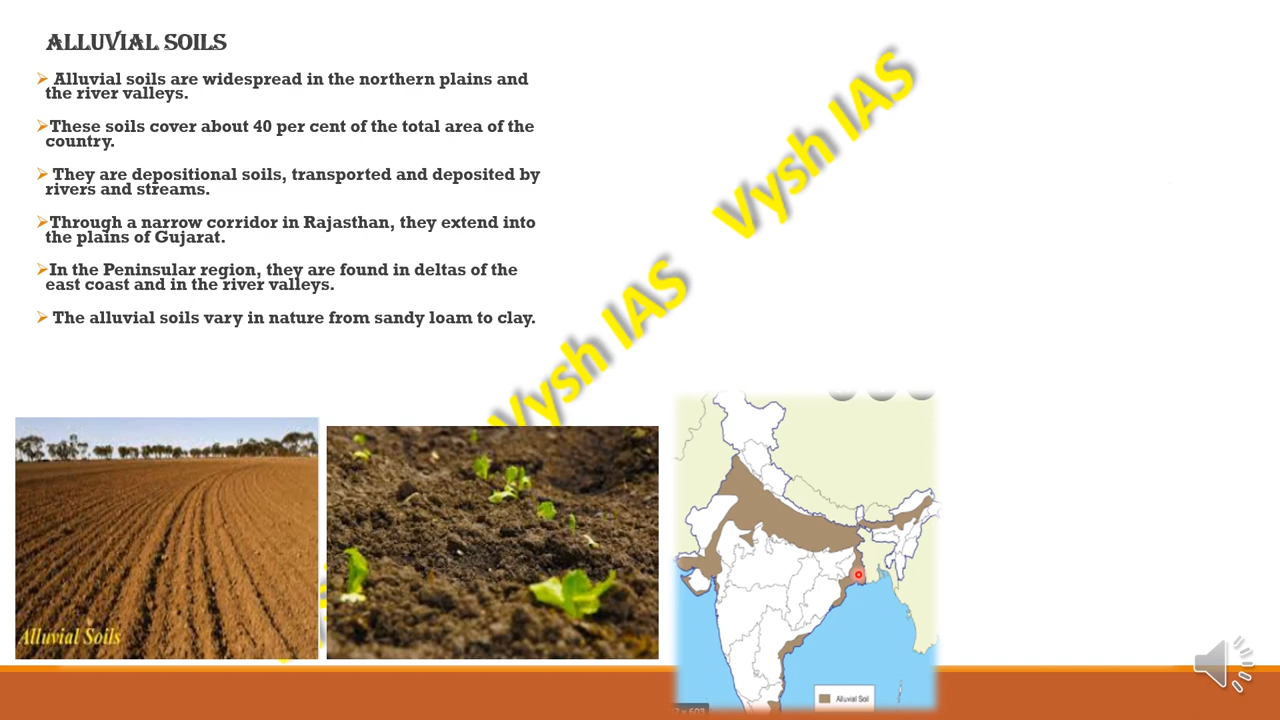 ALLUVIAL SOILS
Alluvial soils are widespread in the northern plains and
the river valleys.
These soils cover about 40 per cent of the total area of the
country.
They are depositional soils, transported and deposited by
rivers and streams.
Through a narrow corridor in Rajasthan, they extend into
the plains of Gujarat.
In the Peninsular region, they are found in deltas of the
east coast and in the river valleys.
The alluvial soils vary in nature from sandy loam to clay.
Vysh IAS
Vysh IAS
Alluvial Soils
Alluvial Soil